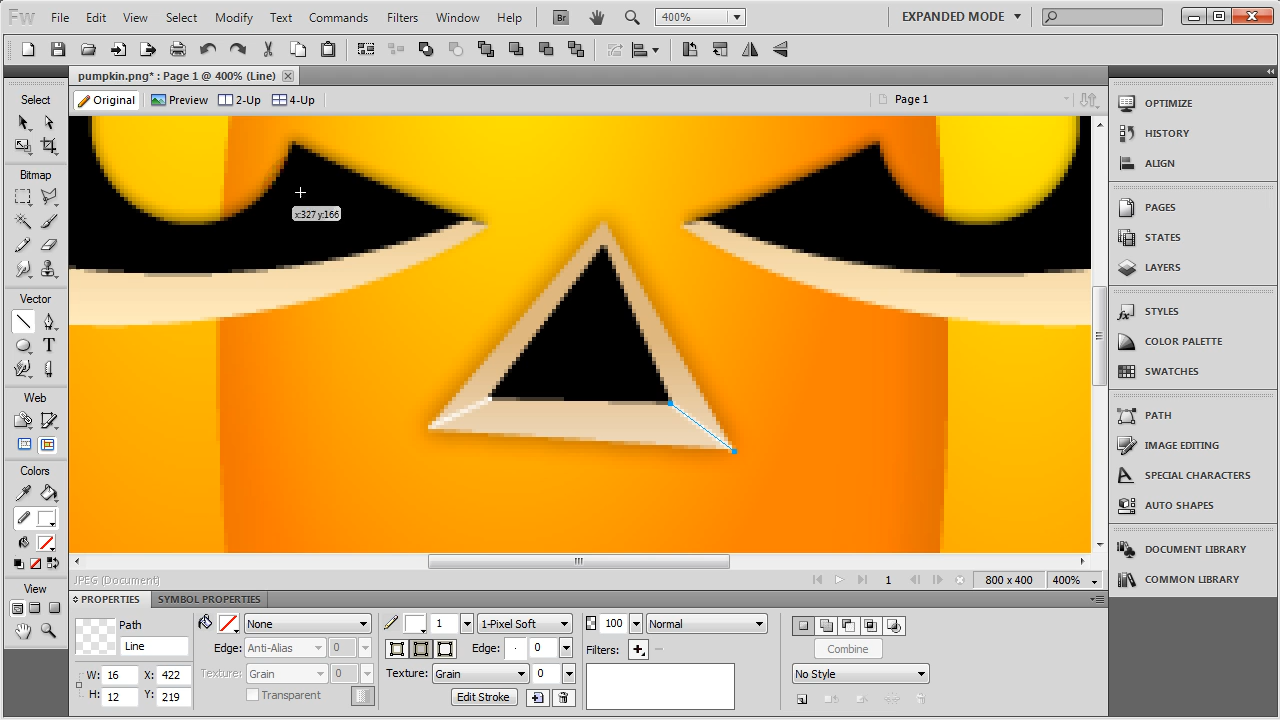 Fw File Edit View Select Modify Text Commands Filters Window Help Br 400% EXPANDED MODE
pumpkin.png* : Page 1 @ 400% (Line)
Original Preview 2-Up 4-Up Page 1
Select
Bitmap
Vector
Web
Colors
View
x:327 y:166
OPTIMIZE
HISTORY
ALIGN
PAGES
STATES
LAYERS
STYLES
COLOR PALETTE
SWATCHES
PATH
IMAGE EDITING
SPECIAL CHARACTERS
AUTO SHAPES
DOCUMENT LIBRARY
COMMON LIBRARY
JPEG (Document) 1 800 x 400 400%
PROPERTIES SYMBOL PROPERTIES
Path None 1 1-Pixel Soft 100 Normal
Line Edge: Anti-Alias 0 Edge: 0 Filters: Combine
W: 16 X: 422 Texture: Grain 0 Texture: Grain 0 No Style
H: 12 Y: 219 Transparent Edit Stroke